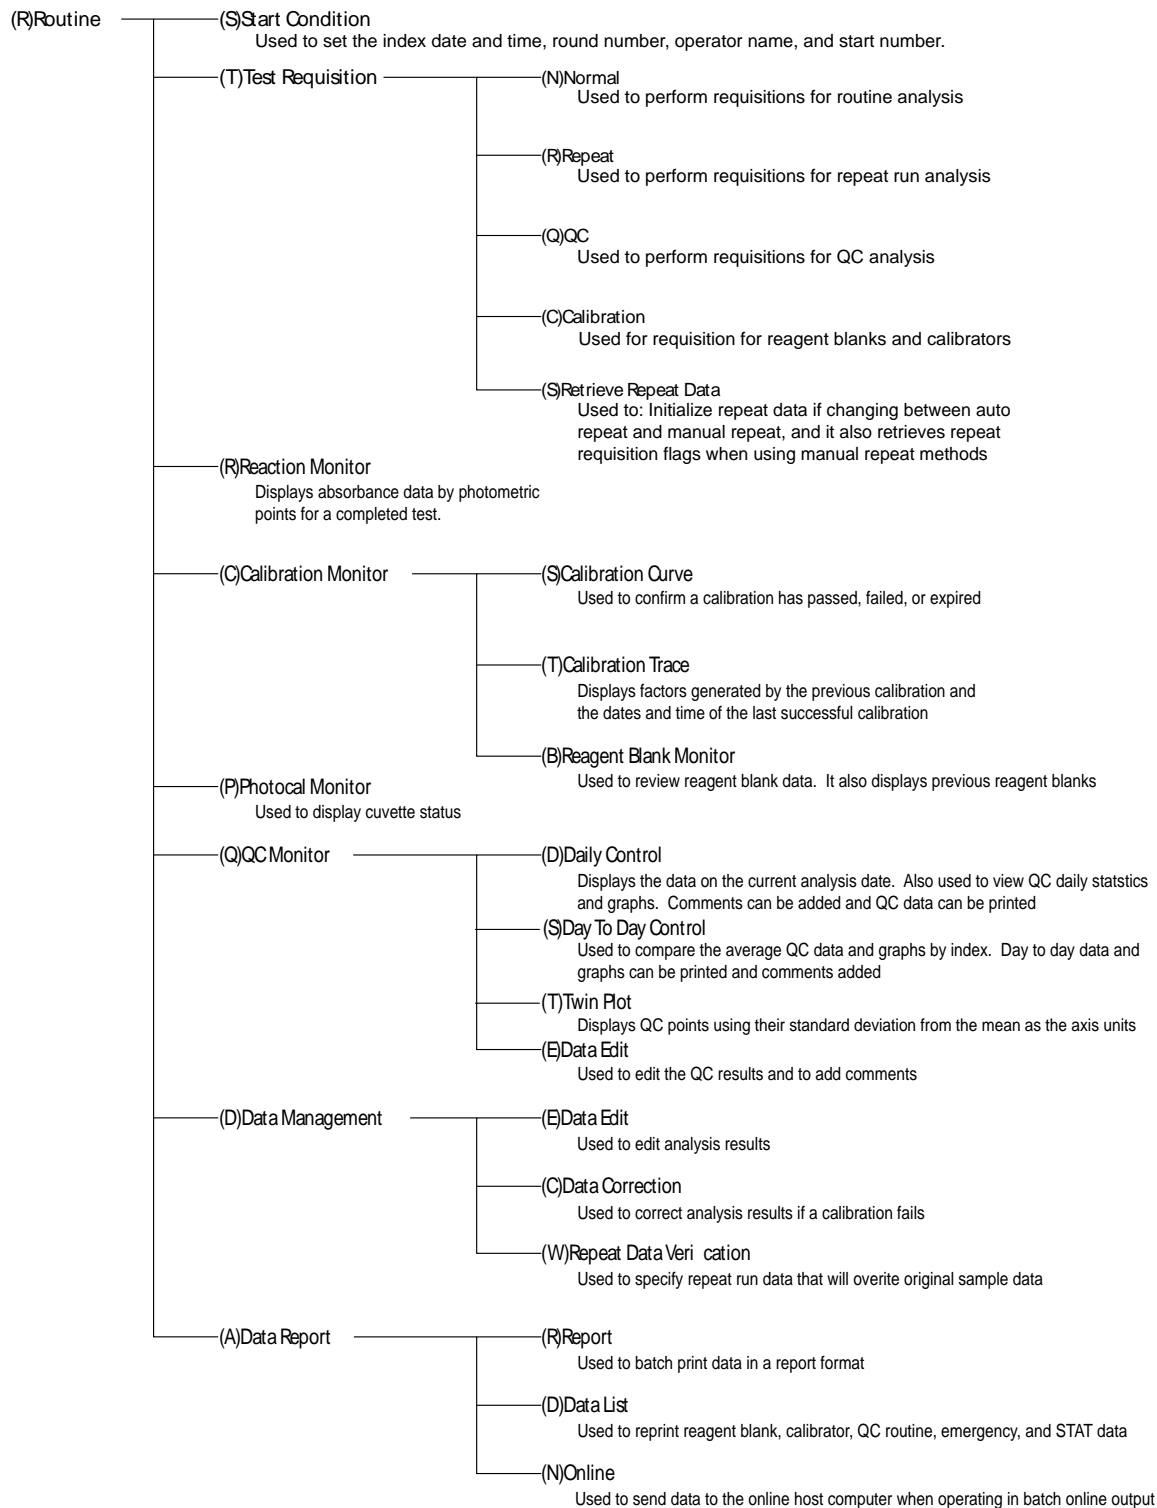 (R)Routine
(S)Start Condition
Used to set the index date and time, round number, operator name, and start number.
(T)Test Requisition
(N)Normal
Used to perform requisitions for routine analysis
(R)Repeat
Used to perform requisitions for repeat run analysis
(Q)QC
Used to perform requisitions for QC analysis
(C)Calibration
Used for requisition for reagent blanks and calibrators
(S)Retrieve Repeat Data
Used to: Initialize repeat data if changing between auto
repeat and manual repeat, and it also retrieves repeat
requisition flags when using manual repeat methods
(R)Reaction Monitor
Displays absorbance data by photometric
points for a completed test.
(C)Calibration Monitor
(S)Calibration Curve
Used to confirm a calibration has passed, failed, or expired
(T)Calibration Trace
Displays factors generated by the previous calibration and
the dates and time of the last successful calibration
(B)Reagent Blank Monitor
Used to review reagent blank data.  It also displays previous reagent blanks
(P)Photocal Monitor
Used to display cuvette status
(Q)QC Monitor
(D)Daily Control
Displays the data on the current analysis date.  Also used to view QC daily statstics
and graphs.  Comments can be added and QC data can be printed
(S)Day To Day Control
Used to compare the average QC data and graphs by index.  Day to day data and
graphs can be printed and comments added
(T)Twin Plot
Displays QC points using their standard deviation from the mean as the axis units
(E)Data Edit
Used to edit the QC results and to add comments
(D)Data Management
(E)Data Edit
Used to edit analysis results
(C)Data Correction
Used to correct analysis results if a calibration fails
(W)Repeat Data Veri cation
Used to specify repeat run data that will overite original sample data
(A)Data Report
(R)Report
Used to batch print data in a report format
(D)Data List
Used to reprint reagent blank, calibrator, QC routine, emergency, and STAT data
(N)Online
Used to send data to the online host computer when operating in batch online output